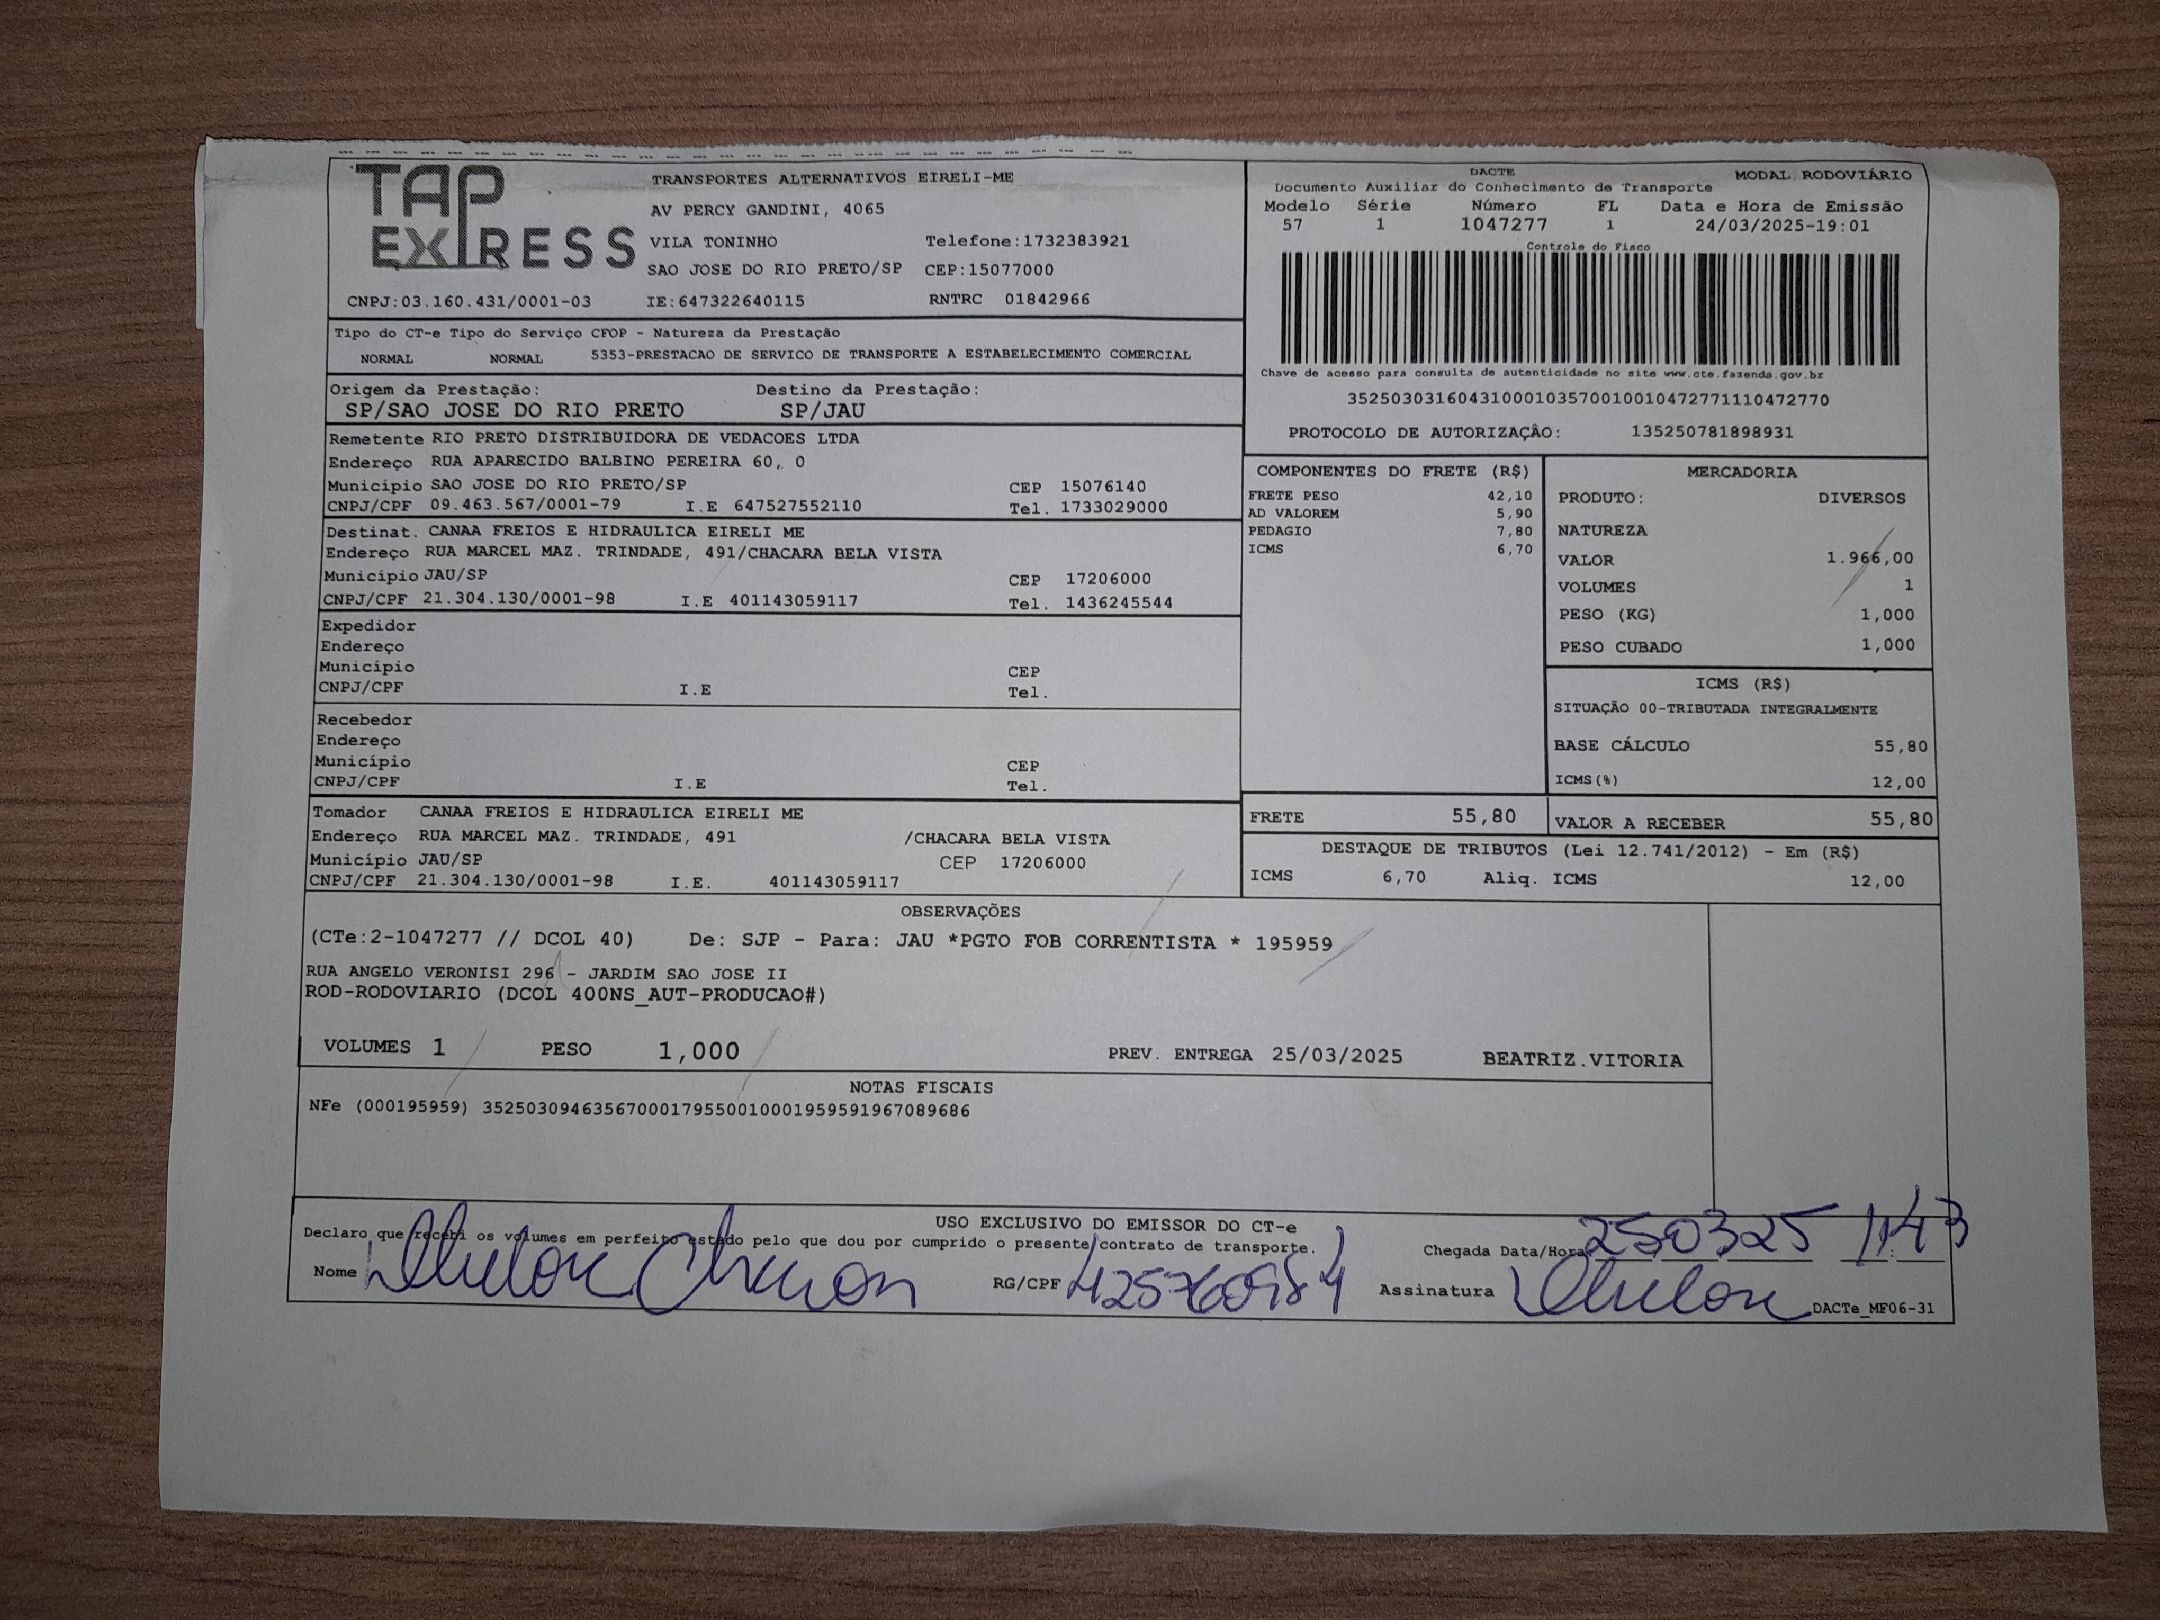 TAP EXPRESS
TRANSPORTES ALTERNATIVOS EIRELI-ME
AV PERCY GANDINI, 4065
VILA TONINHO Telefone:1732383921
SAO JOSE DO RIO PRETO/SP CEP:15077000
CNPJ:03.160.431/0001-03 IE:647322640115 RNTRC 01842966
DACTE MODAL RODOVIÁRIO
Documento Auxiliar do Conhecimento de Transporte
Modelo Série Número FL Data e Hora de Emissão
57 1 1047277 1 24/03/2025-19:01
Controle do Fisco
Chave de acesso para consulta de autenticidade no site www.cte.fazenda.gov.br
35250303160431000103570010010472771110472770
PROTOCOLO DE AUTORIZAÇÃO: 135250781898931
Tipo do CT-e Tipo do Serviço CFOP - Natureza da Prestação
NORMAL NORMAL 5353-PRESTACAO DE SERVICO DE TRANSPORTE A ESTABELECIMENTO COMERCIAL
Origem da Prestação: Destino da Prestação:
SP/SAO JOSE DO RIO PRETO SP/JAU
Remetente RIO PRETO DISTRIBUIDORA DE VEDACOES LTDA
Endereço RUA APARECIDO BALBINO PEREIRA 60, 0
Município SAO JOSE DO RIO PRETO/SP CEP 15076140
CNPJ/CPF 09.463.567/0001-79 I.E 647527552110 Tel. 1733029000
Destinat. CANAA FREIOS E HIDRAULICA EIRELI ME
Endereço RUA MARCEL MAZ. TRINDADE, 491/CHACARA BELA VISTA
Município JAU/SP CEP 17206000
CNPJ/CPF 21.304.130/0001-98 I.E 401143059117 Tel. 1436245544
Expedidor
Endereço
Município CEP
CNPJ/CPF I.E Tel.
Recebedor
Endereço
Município CEP
CNPJ/CPF I.E Tel.
Tomador CANAA FREIOS E HIDRAULICA EIRELI ME
Endereço RUA MARCEL MAZ. TRINDADE, 491 /CHACARA BELA VISTA
Município JAU/SP CEP 17206000
CNPJ/CPF 21.304.130/0001-98 I.E. 401143059117
COMPONENTES DO FRETE (R$)
FRETE PESO 42,10
AD VALOREM 5,90
PEDAGIO 7,80
ICMS 6,70
MERCADORIA
PRODUTO: DIVERSOS
NATUREZA
VALOR 1.966,00
VOLUMES 1
PESO (KG) 1,000
PESO CUBADO 1,000
ICMS (R$)
SITUAÇÃO 00-TRIBUTADA INTEGRALMENTE
BASE CÁLCULO 55,80
ICMS(%) 12,00
FRETE 55,80 VALOR A RECEBER 55,80
DESTAQUE DE TRIBUTOS (Lei 12.741/2012) - Em (R$)
ICMS 6,70 Aliq. ICMS 12,00
OBSERVAÇÕES
(CTe:2-1047277 // DCOL 40) De: SJP - Para: JAU *PGTO FOB CORRENTISTA * 195959
RUA ANGELO VERONISI 296 - JARDIM SAO JOSE II
ROD-RODOVIARIO (DCOL 400NS_AUT-PRODUCAO#)
VOLUMES 1 PESO 1,000 PREV. ENTREGA 25/03/2025 BEATRIZ.VITORIA
NOTAS FISCAIS
NFe (000195959) 35250309463567000179550010001959591967089686
USO EXCLUSIVO DO EMISSOR DO CT-e
Declaro que recebi os volumes em perfeito estado pelo que dou por cumprido o presente contrato de transporte.
Chegada Data/Hora 250325 11:43
Nome RG/CPF Assinatura
DACTe_MF06-31